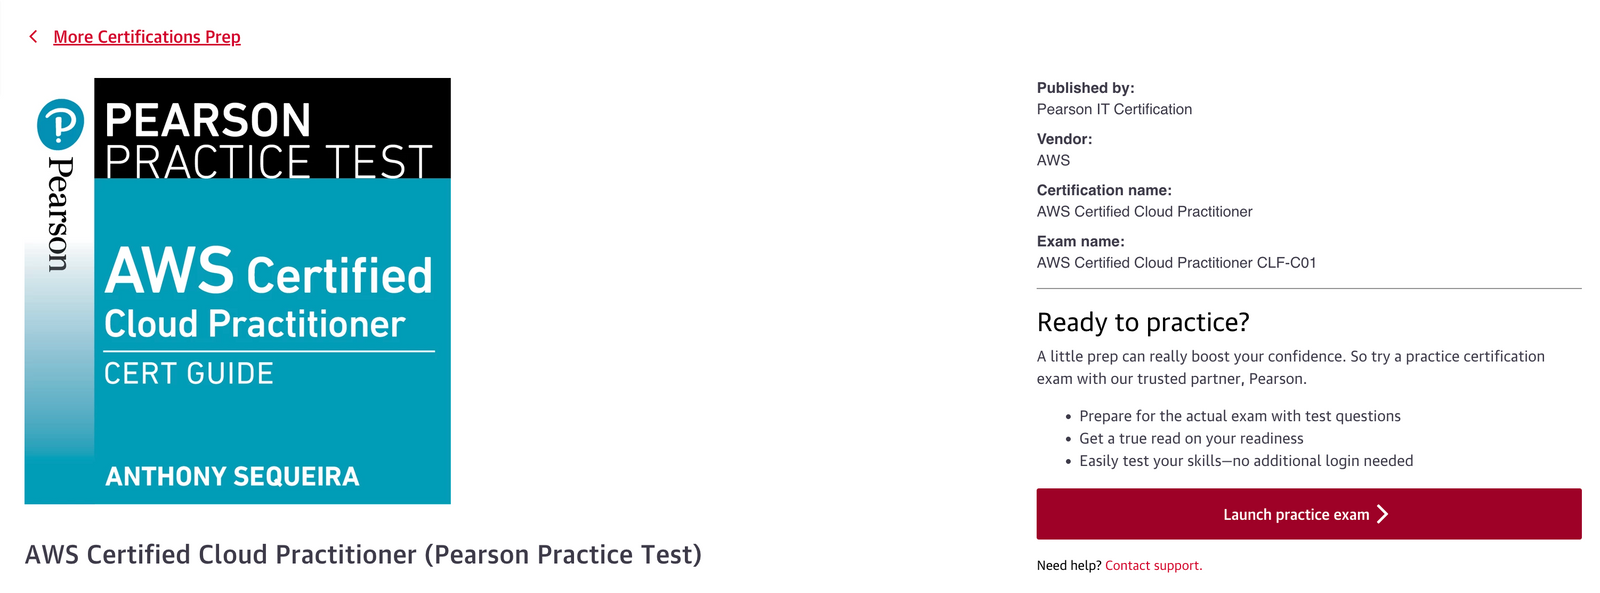 More Certifications Prep
Pearson
PEARSON
PRACTICE TEST
AWS Certified
Cloud Practitioner
CERT GUIDE
ANTHONY SEQUEIRA
AWS Certified Cloud Practitioner (Pearson Practice Test)
Published by:
Pearson IT Certification
Vendor:
AWS
Certification name:
AWS Certified Cloud Practitioner
Exam name:
AWS Certified Cloud Practitioner CLF-C01
Ready to practice?
A little prep can really boost your confidence. So try a practice certification
exam with our trusted partner, Pearson.
• Prepare for the actual exam with test questions
• Get a true read on your readiness
• Easily test your skills—no additional login needed
Launch practice exam
Need help? Contact support.